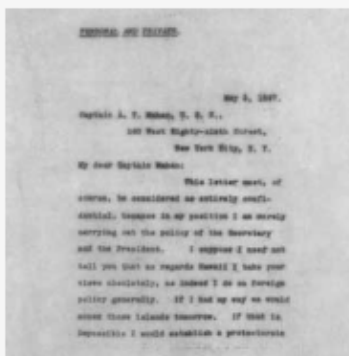 PERSONAL AND PRIVATE.
May 3, 1897.
Captain A. T. Mahan, U. S. N.,
160 West Eighty-sixth Street,
New York City, N. Y.
My dear Captain Mahan:
This letter must, of
course, be considered as entirely confi-
dential, because in my position I am merely
carrying out the policy of the Secretary
and the President. I suppose I need not
tell you that as regards Hawaii I take your
views absolutely, as indeed I do on foreign
policy generally. If I had my way we would
annex those islands tomorrow. If that is
impossible I would establish a protectorate